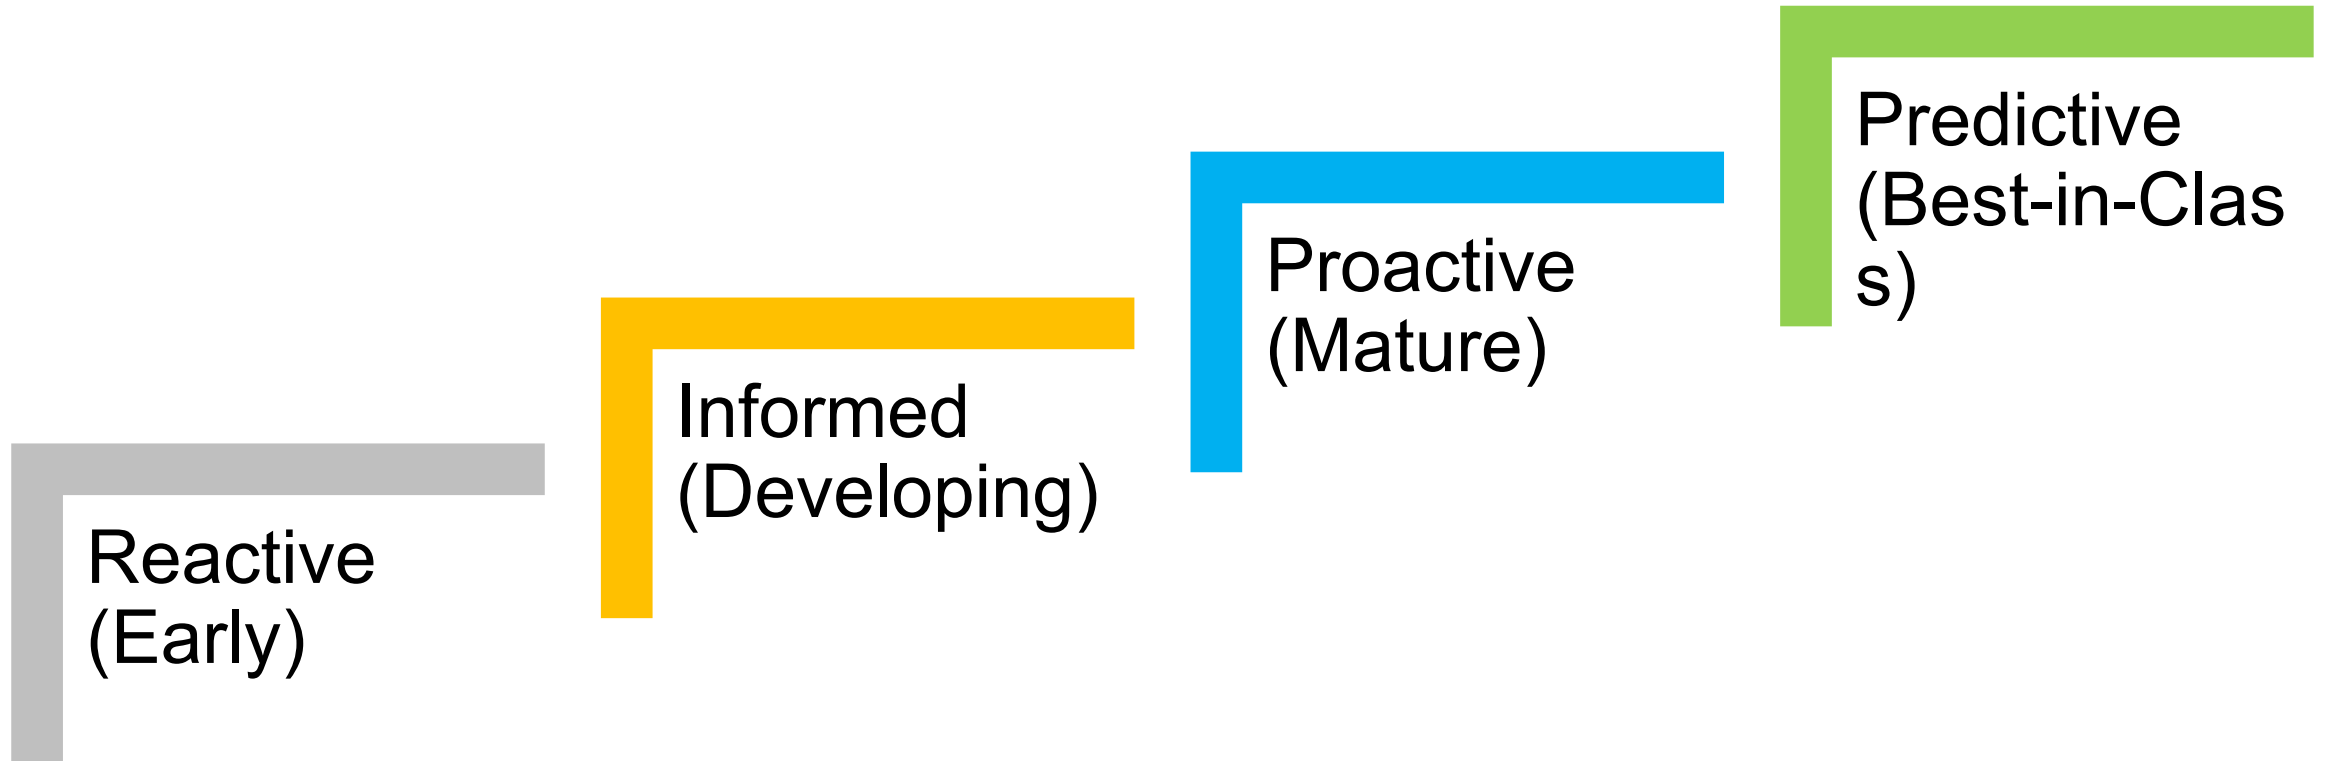 Reactive
(Early)
Informed
(Developing)
Proactive
(Mature)
Predictive
(Best-in-Clas
s)